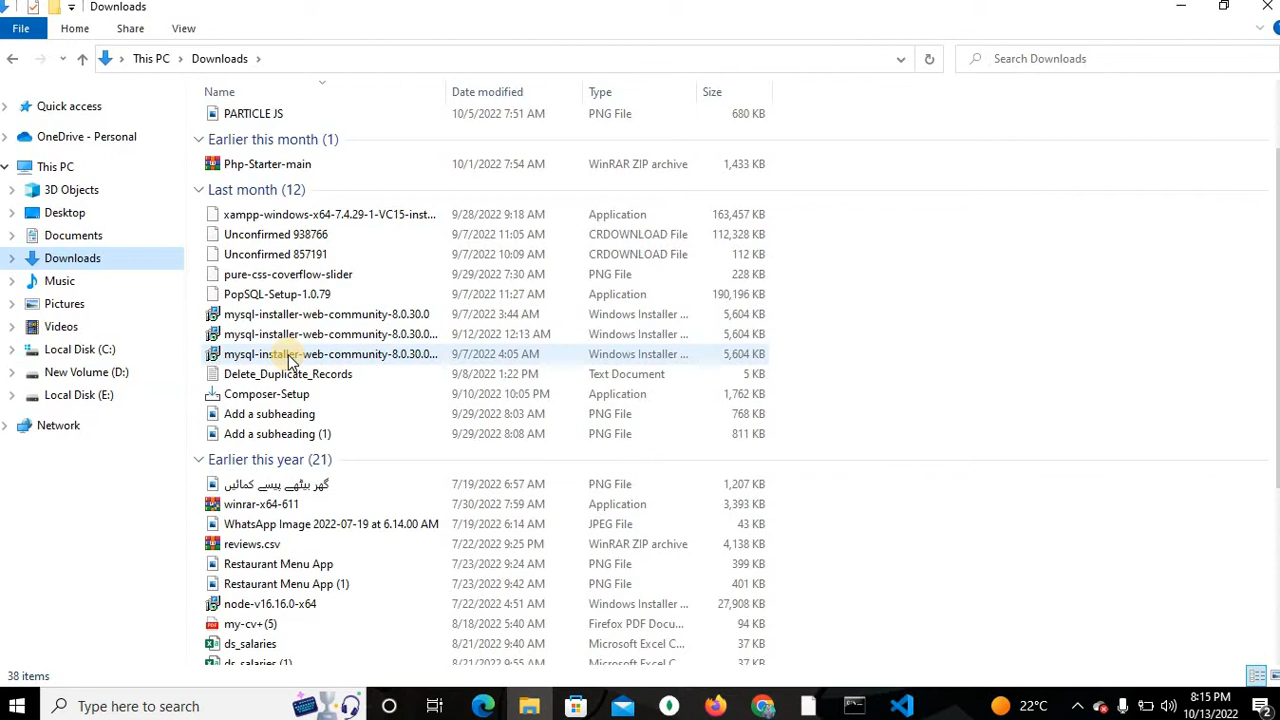 Downloads
File Home Share View
This PC Downloads Search Downloads
Name Date modified Type Size
PARTICLE JS 10/5/2022 7:51 AM PNG File 680 KB
Earlier this month (1)
Php-Starter-main 10/1/2022 7:54 AM WinRAR ZIP archive 1,433 KB
Last month (12)
xampp-windows-x64-7.4.29-1-VC15-inst... 9/28/2022 9:18 AM Application 163,457 KB
Unconfirmed 938766 9/7/2022 11:05 AM CRDOWNLOAD File 112,328 KB
Unconfirmed 857191 9/7/2022 10:09 AM CRDOWNLOAD File 112 KB
pure-css-coverflow-slider 9/29/2022 7:30 AM PNG File 228 KB
PopSQL-Setup-1.0.79 9/7/2022 11:27 AM Application 190,196 KB
mysql-installer-web-community-8.0.30.0 9/7/2022 3:44 AM Windows Installer ... 5,604 KB
mysql-installer-web-community-8.0.30.0... 9/12/2022 12:13 AM Windows Installer ... 5,604 KB
mysql-installer-web-community-8.0.30.0... 9/7/2022 4:05 AM Windows Installer ... 5,604 KB
Delete_Duplicate_Records 9/8/2022 1:22 PM Text Document 5 KB
Composer-Setup 9/10/2022 10:05 PM Application 1,762 KB
Add a subheading 9/29/2022 8:03 AM PNG File 768 KB
Add a subheading (1) 9/29/2022 8:08 AM PNG File 811 KB
Earlier this year (21)
گھر بیٹھے پیسے کمائیں 7/19/2022 6:57 AM PNG File 1,207 KB
winrar-x64-611 7/30/2022 7:59 AM Application 3,393 KB
WhatsApp Image 2022-07-19 at 6.14.00 AM 7/19/2022 6:14 AM JPEG File 43 KB
reviews.csv 7/22/2022 9:25 PM WinRAR ZIP archive 4,138 KB
Restaurant Menu App 7/23/2022 9:24 AM PNG File 399 KB
Restaurant Menu App (1) 7/23/2022 9:42 AM PNG File 401 KB
node-v16.16.0-x64 7/22/2022 4:51 AM Windows Installer ... 27,908 KB
my-cv+(5) 8/18/2022 5:40 AM Firefox PDF Docu... 94 KB
ds_salaries 8/21/2022 9:40 AM Microsoft Excel C... 37 KB
ds_salaries (1) 8/21/2022 9:55 AM Microsoft Excel C... 37 KB
Quick access
OneDrive - Personal
This PC
3D Objects
Desktop
Documents
Downloads
Music
Pictures
Videos
Local Disk (C:)
New Volume (D:)
Local Disk (E:)
Network
38 items
Type here to search 22°C 8:15 PM
10/13/2022 2